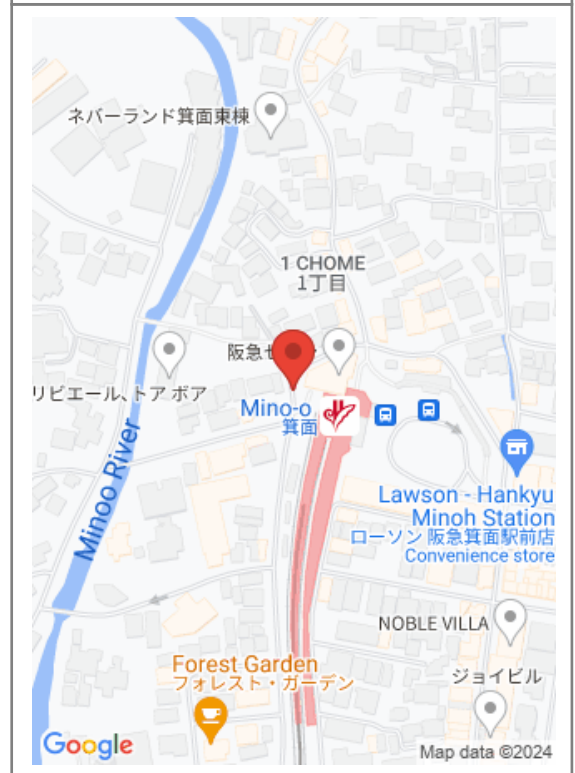 ネバーランド箕面東棟
1 CHOME
1丁目
阪急セ
リビエール、トア ボア
Mino-o
箕面
Minoo River
Lawson - Hankyu
Minoh Station
ローソン 阪急箕面駅前店
Convenience store
NOBLE VILLA
Forest Garden
フォレスト・ガーデン
ジョイビル
Google
Map data ©2024